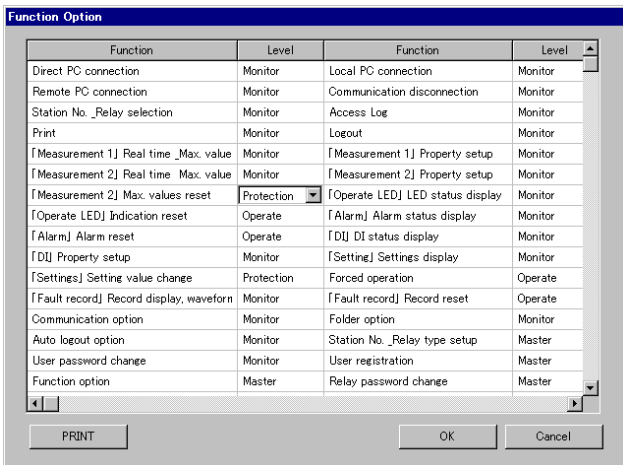 Function Option
Function Level Function Level
Direct PC connection Monitor Local PC connection Monitor
Remote PC connection Monitor Communication disconnection Monitor
Station No. _Relay selection Monitor Access Log Monitor
Print Monitor Logout Monitor
「Measurement 1」 Real time _Max. value Monitor 「Measurement 1」 Property setup Monitor
「Measurement 2」 Real time Max. value Monitor 「Measurement 2」 Property setup Monitor
「Measurement 2」 Max. values reset Protection 「Operate LED」 LED status display Monitor
「Operate LED」 Indication reset Operate 「Alarm」 Alarm status display Monitor
「Alarm」 Alarm reset Operate 「DI」 DI status display Monitor
「DI」 Property setup Monitor 「Setting」 Settings display Monitor
「Settings」 Setting value change Protection Forced operation Operate
「Fault record」 Record display, waveforn Monitor 「Fault record」 Record reset Operate
Communication option Monitor Folder option Monitor
Auto logout option Monitor Station No. _Relay type setup Master
User password change Monitor User registration Master
Function option Master Relay password change Master
PRINT OK Cancel